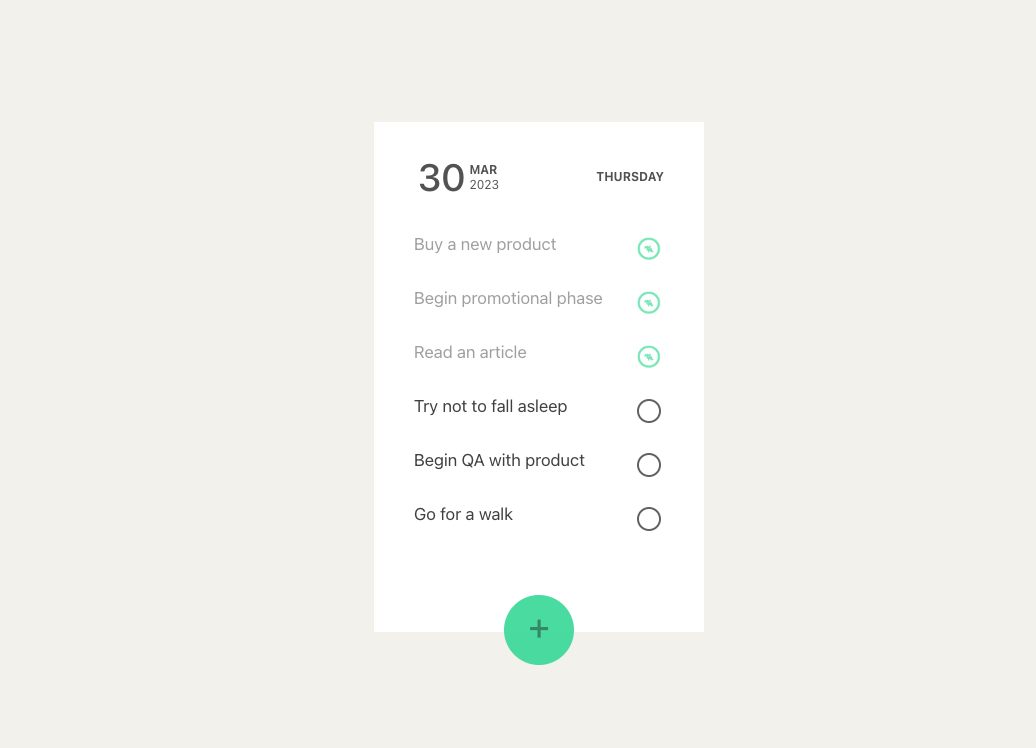 30 MAR
2023
THURSDAY
Buy a new product
Begin promotional phase
Read an article
Try not to fall asleep
Begin QA with product
Go for a walk
+